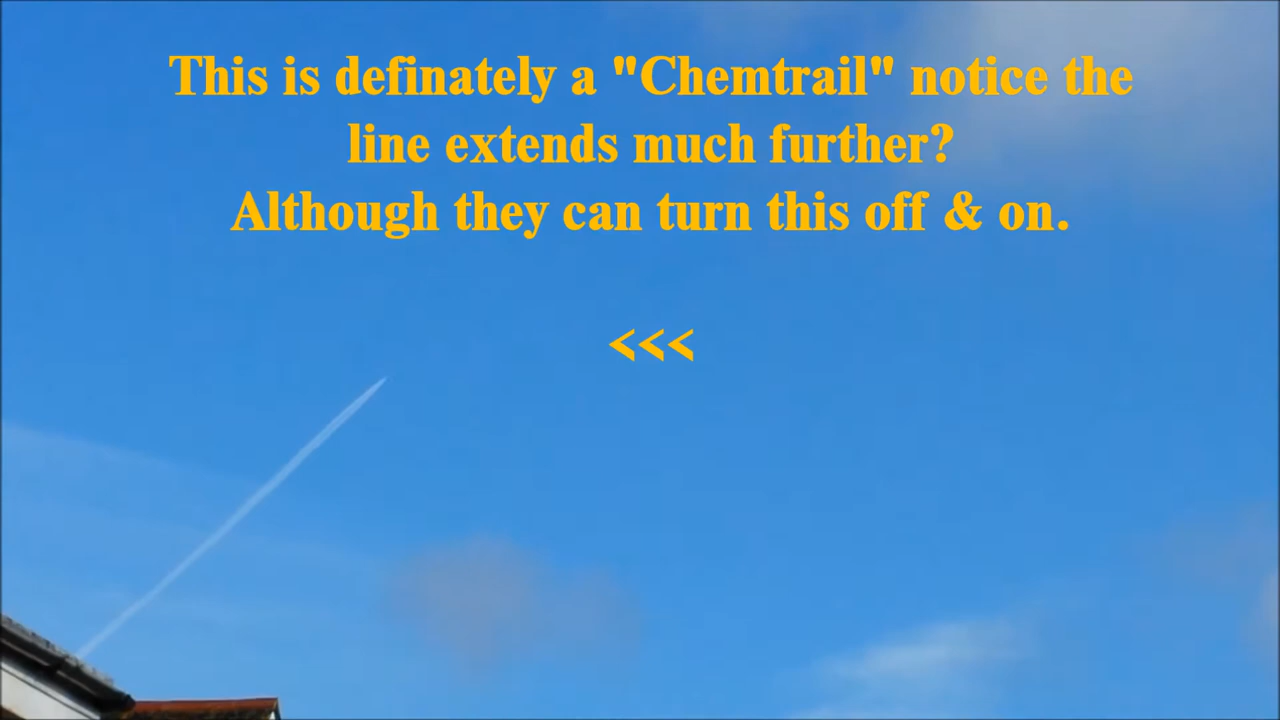 This is definately a "Chemtrail" notice the
line extends much further?
Although they can turn this off & on.
<<<